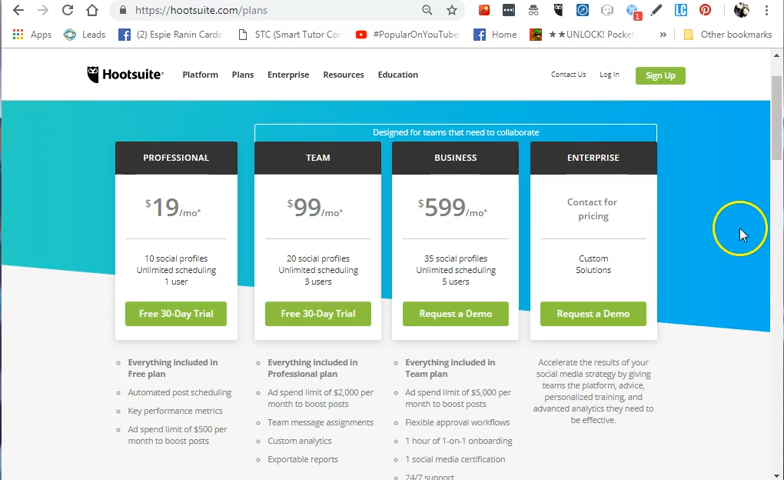 https://hootsuite.com/plans
1
Apps
Leads
(2) Espie Ranin Carde
STC (Smart Tutor Cor
#PopularOnYouTube
Home
★★UNLOCK! Pocket
»
Other bookmarks
Hootsuite®
Platform
Plans
Enterprise
Resources
Education
Contact Us
Log In
Sign Up
Designed for teams that need to collaborate
PROFESSIONAL
$19/mo*
10 social profiles
Unlimited scheduling
1 user
Free 30-Day Trial
Everything included in
Free plan
Automated post scheduling
Key performance metrics
Ad spend limit of $500 per
month to boost posts
TEAM
$99/mo*
20 social profiles
Unlimited scheduling
3 users
Free 30-Day Trial
Everything included in
Professional plan
Ad spend limit of $2,000 per
month to boost posts
Team message assignments
Custom analytics
Exportable reports
BUSINESS
$599/mo*
35 social profiles
Unlimited scheduling
5 users
Request a Demo
Everything included in
Team plan
Ad spend limit of $5,000 per
month to boost posts
Flexible approval workflows
1 hour of 1-on-1 onboarding
1 social media certification
24/7 support
ENTERPRISE
Contact for
pricing
Custom
Solutions
Request a Demo
Accelerate the results of your
social media strategy by giving
teams the platform, advice,
personalized training, and
advanced analytics they need to
be effective.